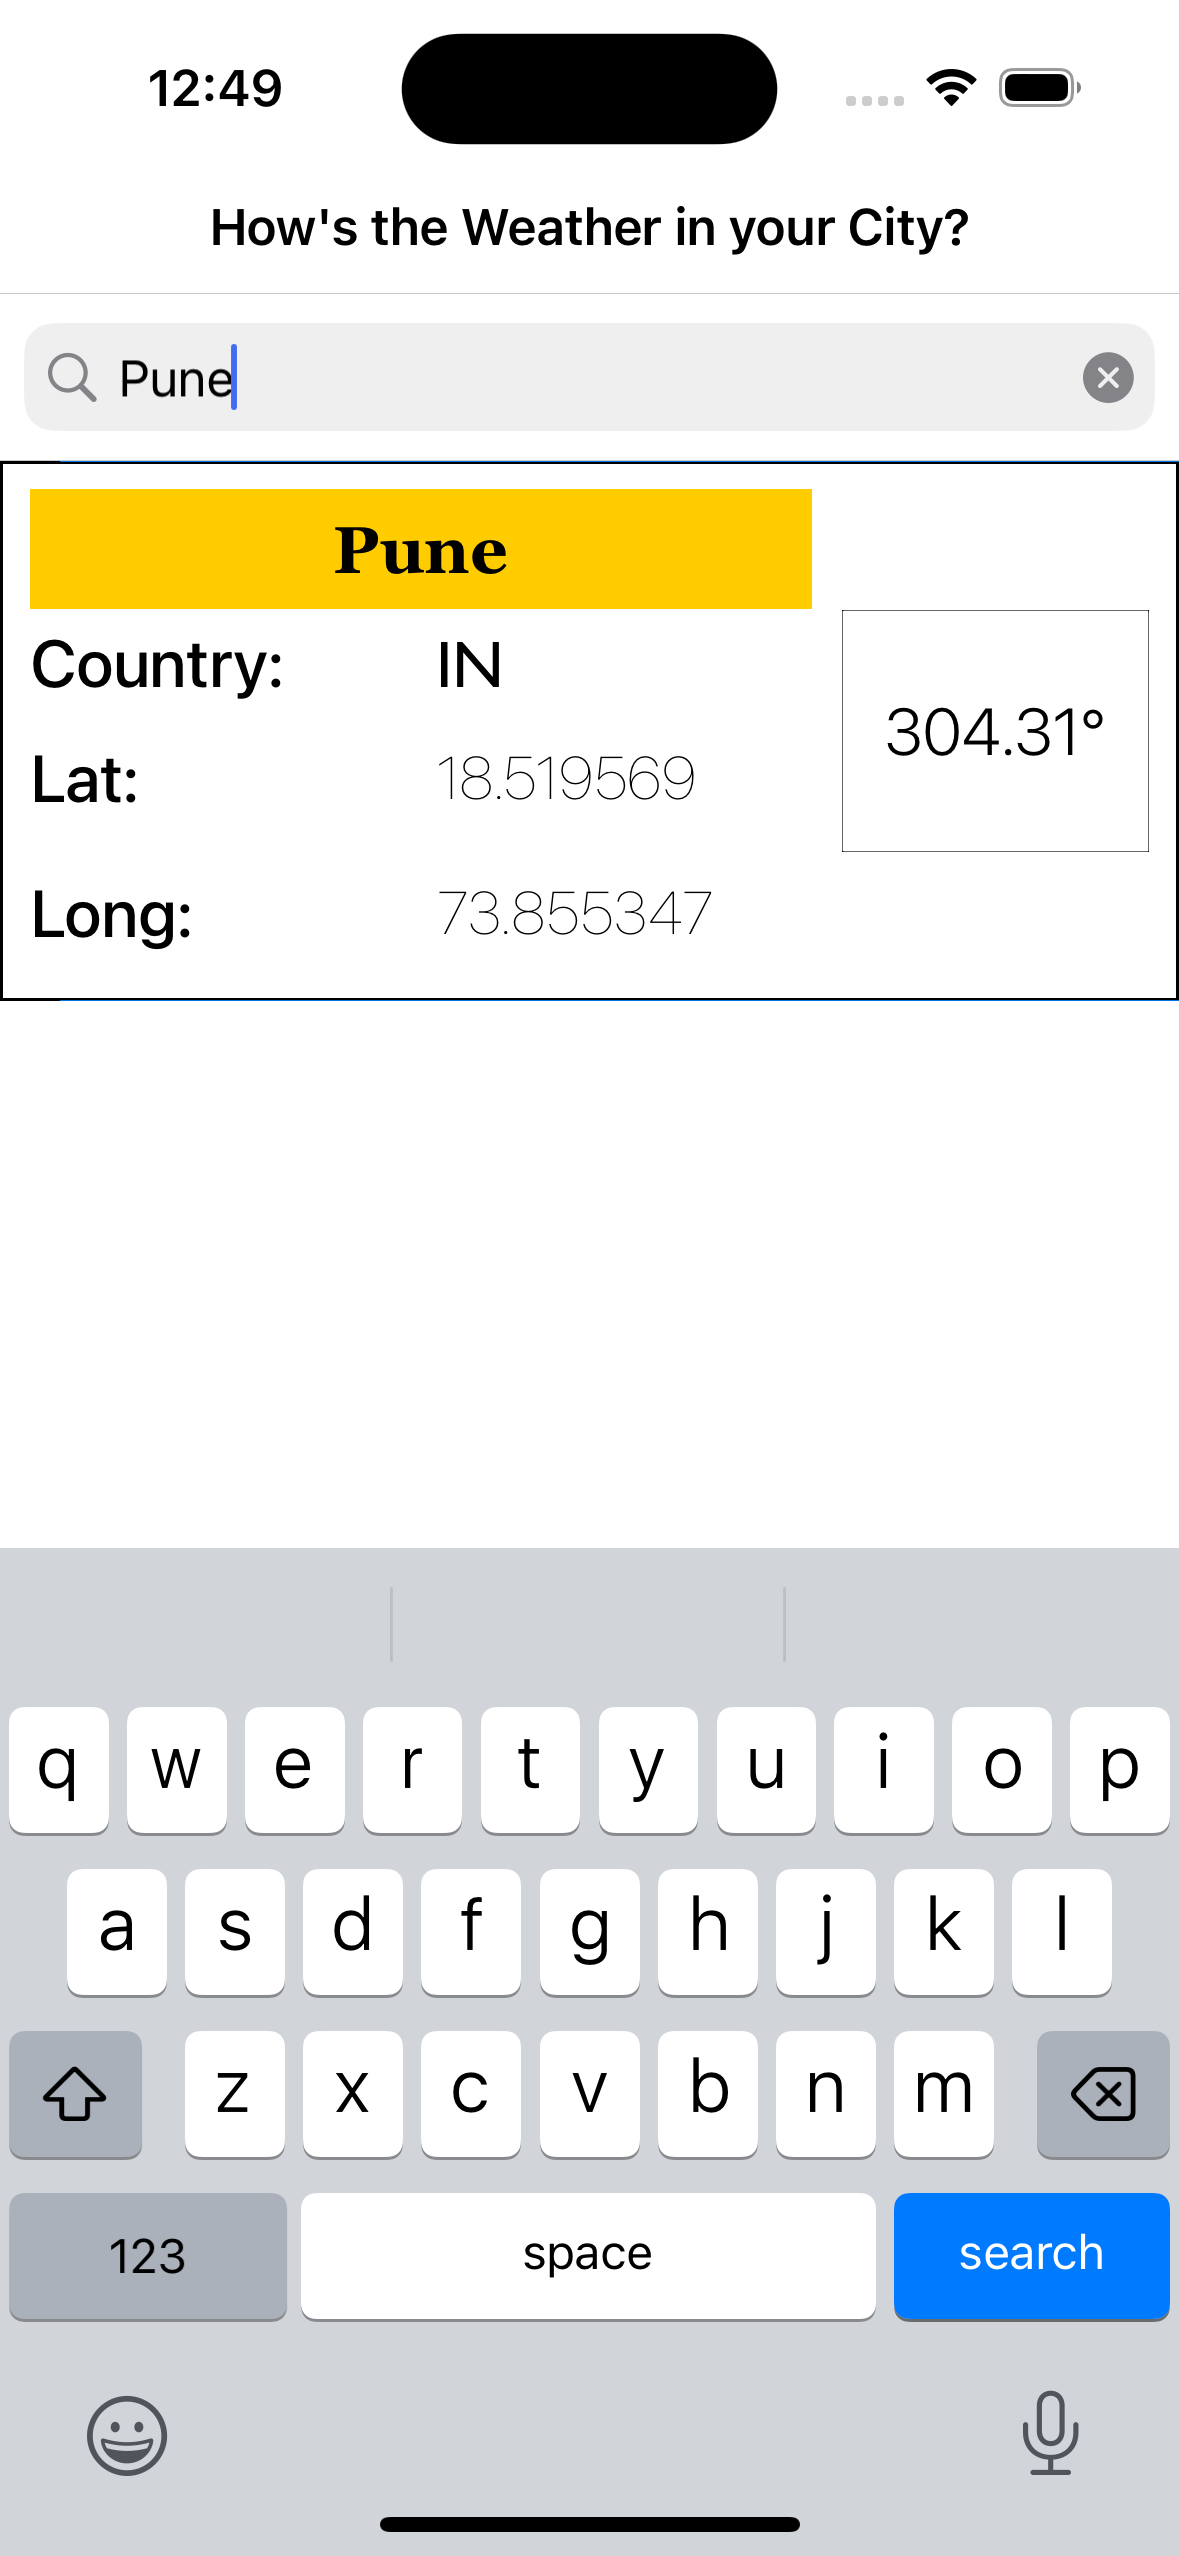 12:49
How's the Weather in your City?
Pune
Pune
Country: IN
304.31°
Lat: 18.519569
Long: 73.855347
q w e r t y u i o p
a s d f g h j k l
z x c v b n m
123 space search